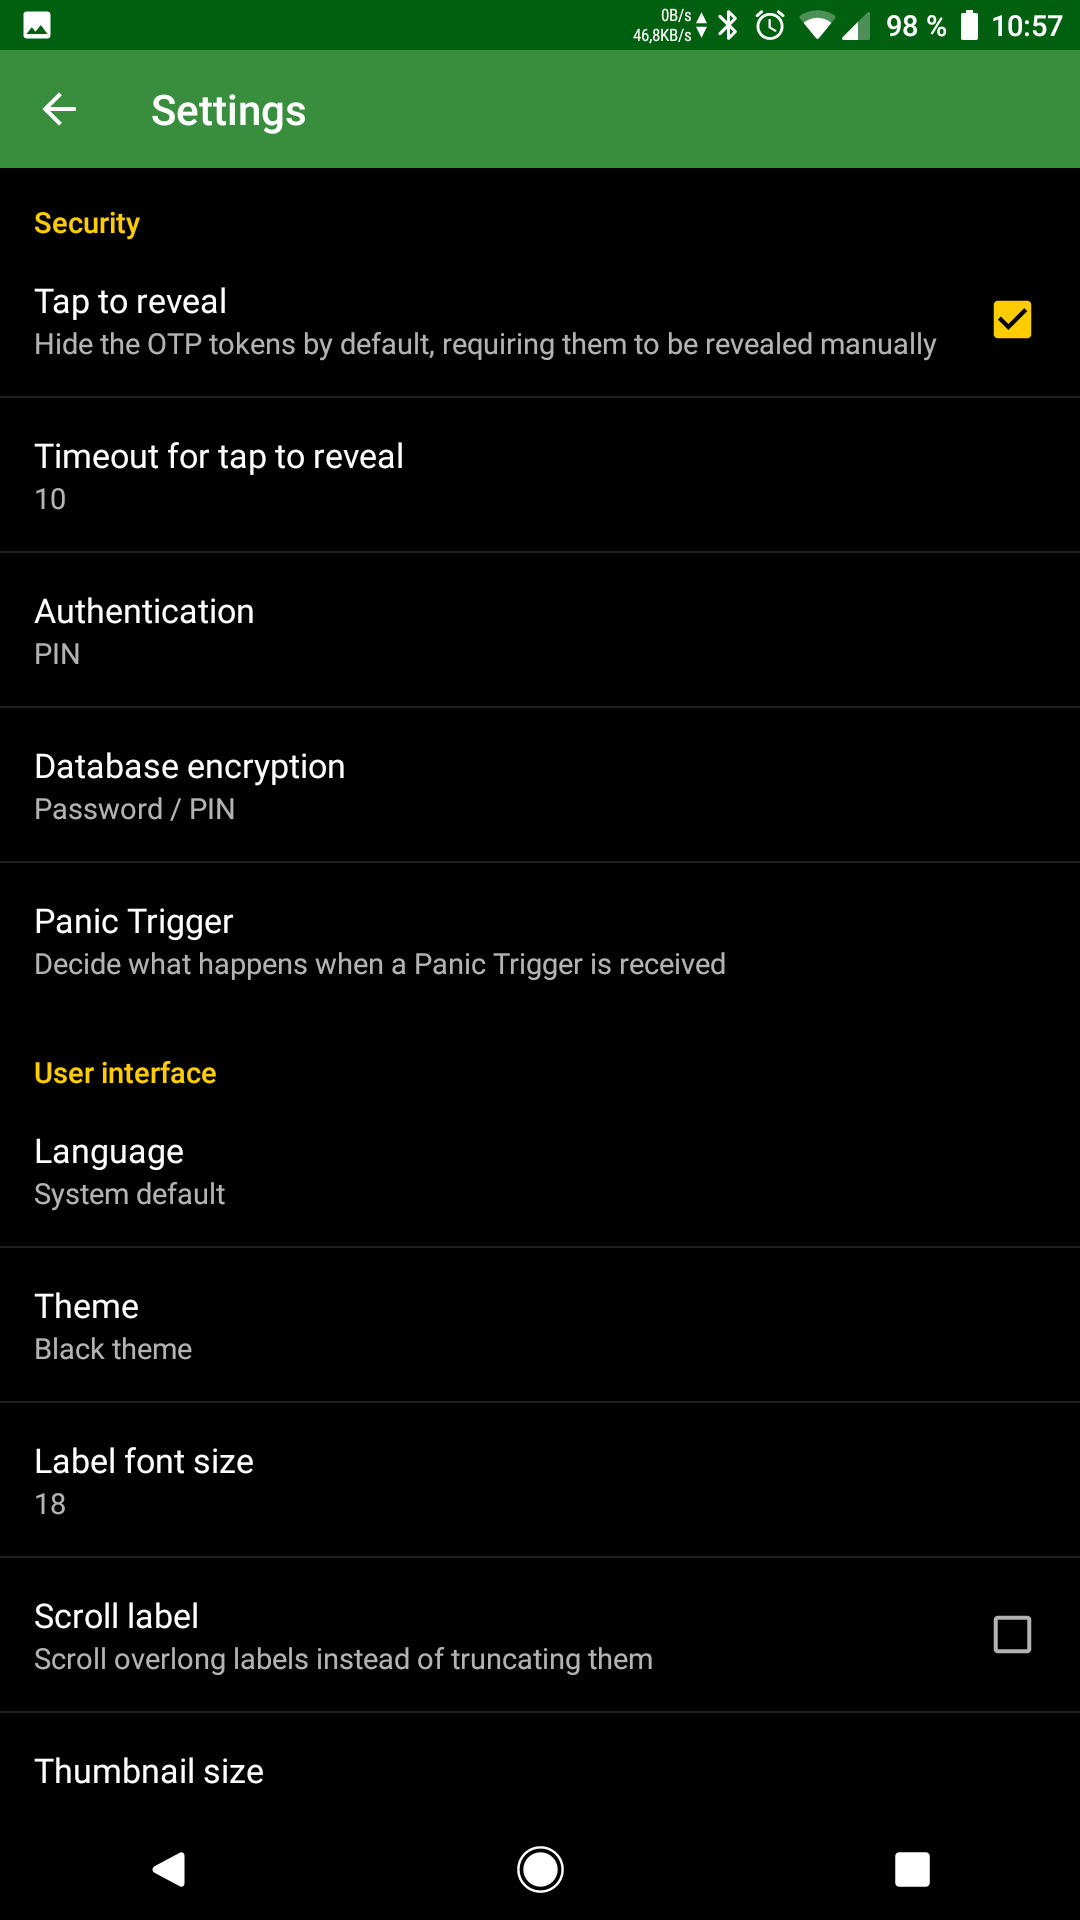 0B/s
46,8KB/s
98 %
10:57
Settings
Security
Tap to reveal
Hide the OTP tokens by default, requiring them to be revealed manually
Timeout for tap to reveal
10
Authentication
PIN
Database encryption
Password / PIN
Panic Trigger
Decide what happens when a Panic Trigger is received
User interface
Language
System default
Theme
Black theme
Label font size
18
Scroll label
Scroll overlong labels instead of truncating them
Thumbnail size